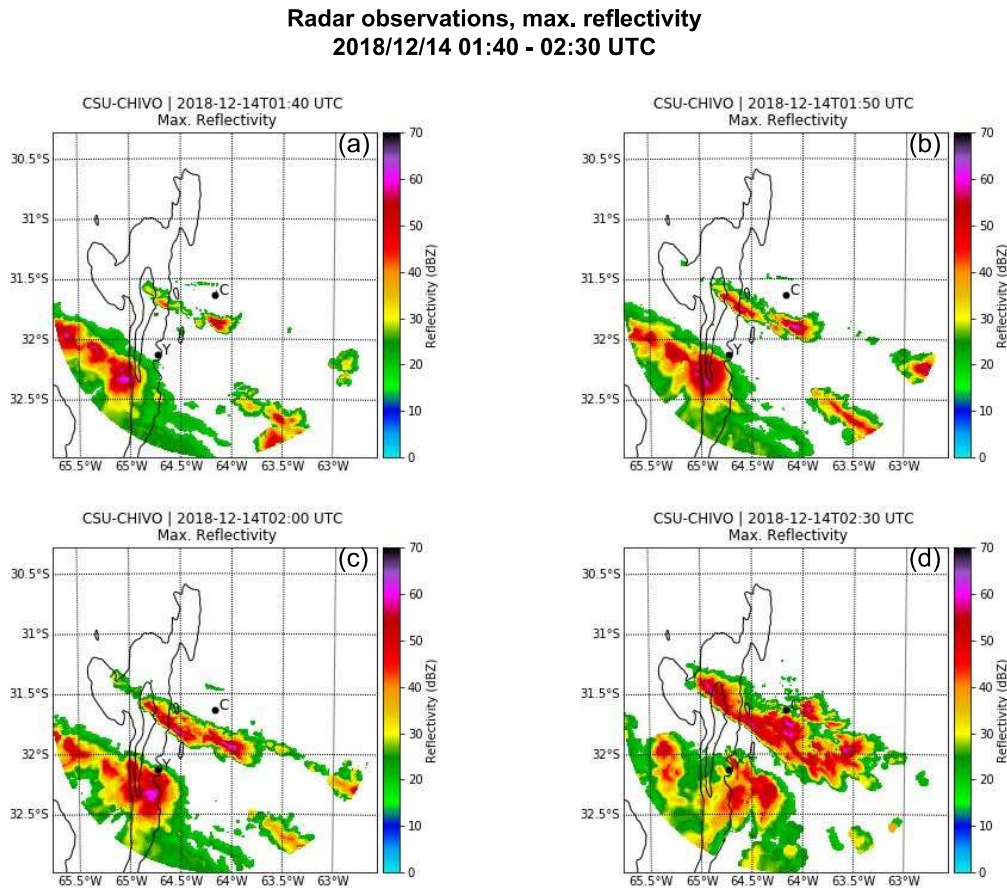 Radar observations, max. reflectivity
2018/12/14 01:40 - 02:30 UTC
CSU-CHIVO | 2018-12-14T01:40 UTC
Max. Reflectivity
(a)
30.5°S
31°S
31.5°S
32°S
32.5°S
65.5°W 65°W 64.5°W 64°W 63.5°W 63°W
C
Y
70
60
50
40
30
20
10
0
Reflectivity (dBZ)
CSU-CHIVO | 2018-12-14T01:50 UTC
Max. Reflectivity
(b)
30.5°S
31°S
31.5°S
32°S
32.5°S
65.5°W 65°W 64.5°W 64°W 63.5°W 63°W
C
Y
70
60
50
40
30
20
10
0
Reflectivity (dBZ)
CSU-CHIVO | 2018-12-14T02:00 UTC
Max. Reflectivity
(c)
30.5°S
31°S
31.5°S
32°S
32.5°S
65.5°W 65°W 64.5°W 64°W 63.5°W 63°W
C
Y
70
60
50
40
30
20
10
0
Reflectivity (dBZ)
CSU-CHIVO | 2018-12-14T02:30 UTC
Max. Reflectivity
(d)
30.5°S
31°S
31.5°S
32°S
32.5°S
65.5°W 65°W 64.5°W 64°W 63.5°W 63°W
70
60
50
40
30
20
10
0
Reflectivity (dBZ)